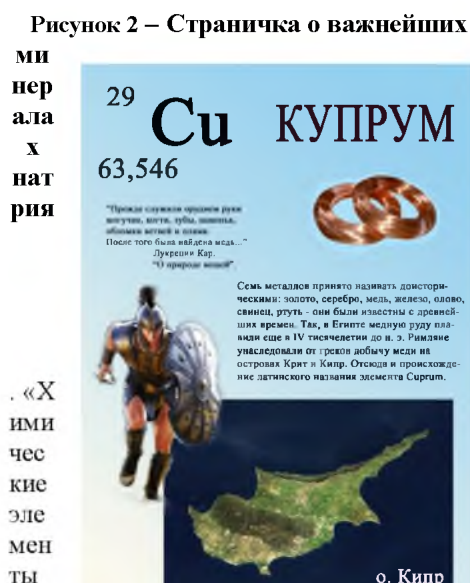 Рисунок 2 – Страничка о важнейших
ми
нер
ала
х
нат
рия
29
Cu
КУПРУМ
63,546
"Прежде служили орудием руки
могучие, когти, зубы, каменья,
обломки ветвей и пламя
После того была найдена медь..."
Лукреции Кар.
"О природе вещей"
Семь металлов принято называть доистори-
ческими: золото, серебро, медь, железо, олово,
свинец, ртуть - они были известны с древней-
ших времен. Так, в Египте медную руду пла-
вили еще в IV тысячелетии до н. э. Римляне
унаследовали от греков добычу меди на
островах Крит и Кипр. Отсюда и происхожде-
ние латинского названия элемента Cuprum.
. «Х
ими
чес
кие
эле
мен
ты
о. Кипр